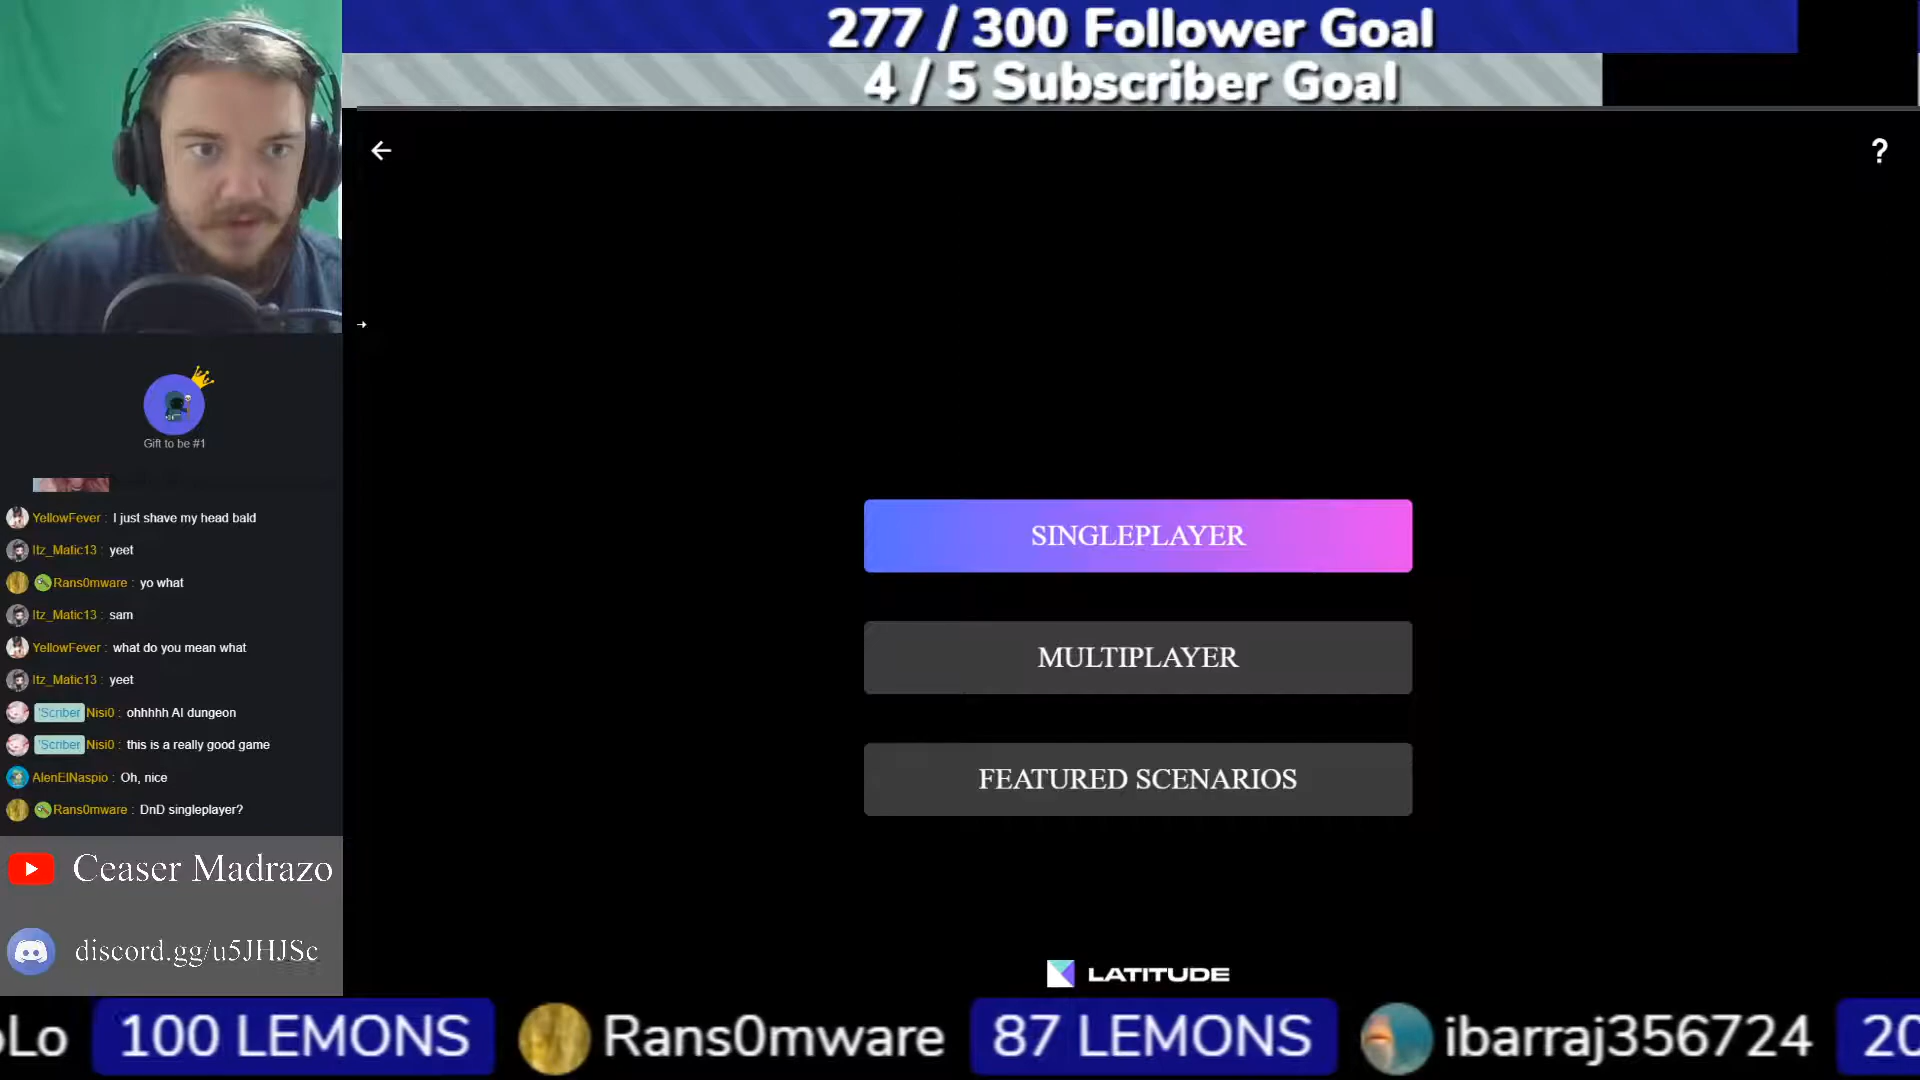 277 / 300 Follower Goal
4 / 5 Subscriber Goal
?
Gift to be #1
YellowFever : I just shave my head bald
Itz_Matic13 : yeet
Rans0mware : yo what
Itz_Matic13 : sam
YellowFever : what do you mean what
Itz_Matic13 : yeet
'Scriber Nisi0 : ohhhhh AI dungeon
'Scriber Nisi0 : this is a really good game
AlenElNaspio : Oh, nice
Rans0mware : DnD singleplayer?
SINGLEPLAYER
MULTIPLAYER
FEATURED SCENARIOS
Ceaser Madrazo
discord.gg/u5JHJSc
LATITUDE
oLo 100 LEMONS Rans0mware 87 LEMONS ibarraj356724 20